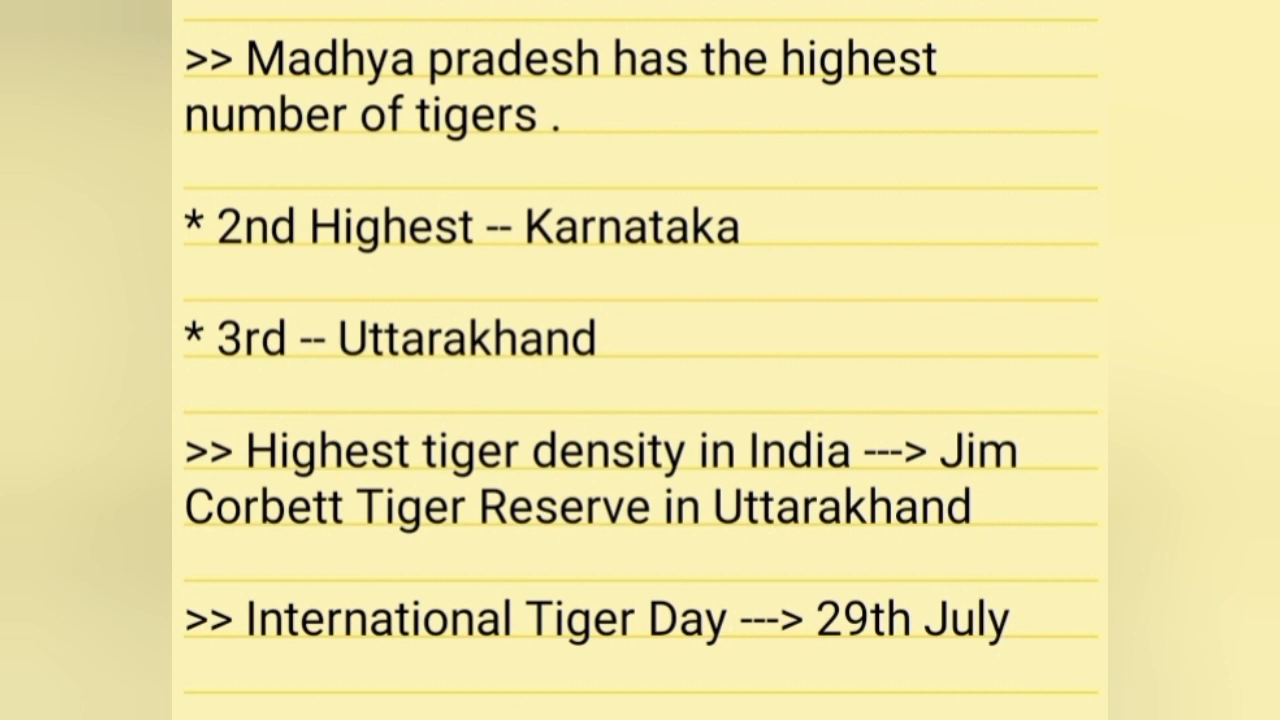 >> Madhya pradesh has the highest
number of tigers .
* 2nd Highest -- Karnataka
* 3rd -- Uttarakhand
>> Highest tiger density in India ---> Jim
Corbett Tiger Reserve in Uttarakhand
>> International Tiger Day ---> 29th July